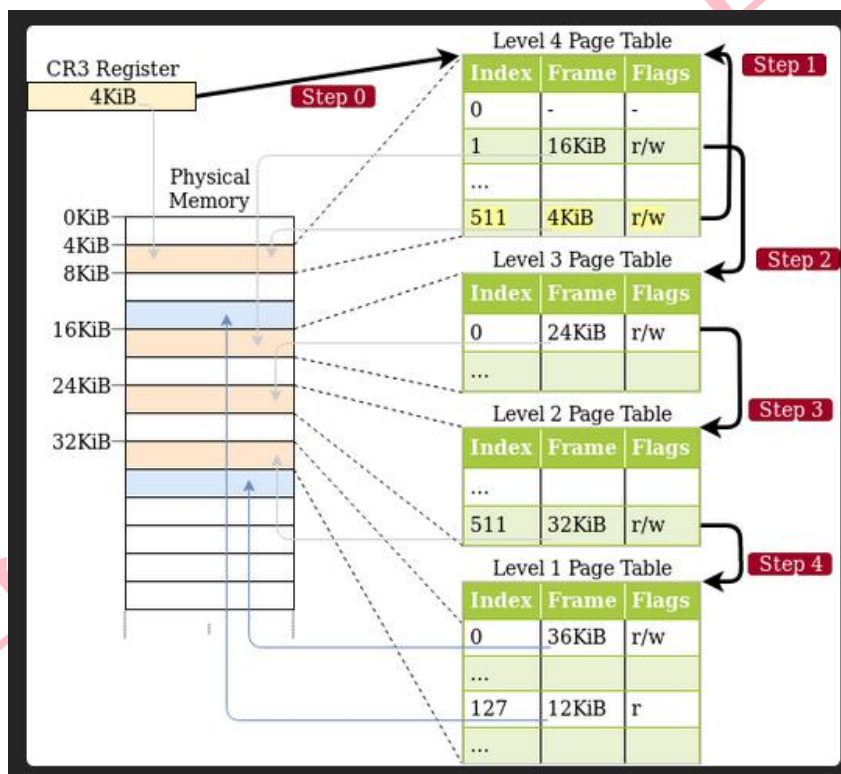 Level 4 Page Table
CR3 Register
4KiB
Step 0
Index Frame Flags
0 - -
1 16KiB r/w
...
511 4KiB r/w
Step 1
Step 2
Physical
Memory
0KiB
4KiB
8KiB
16KiB
24KiB
32KiB
Level 3 Page Table
Index Frame Flags
0 24KiB r/w
...
Step 3
Level 2 Page Table
Index Frame Flags
...
511 32KiB r/w
Step 4
Level 1 Page Table
Index Frame Flags
0 36KiB r/w
...
127 12KiB r
...